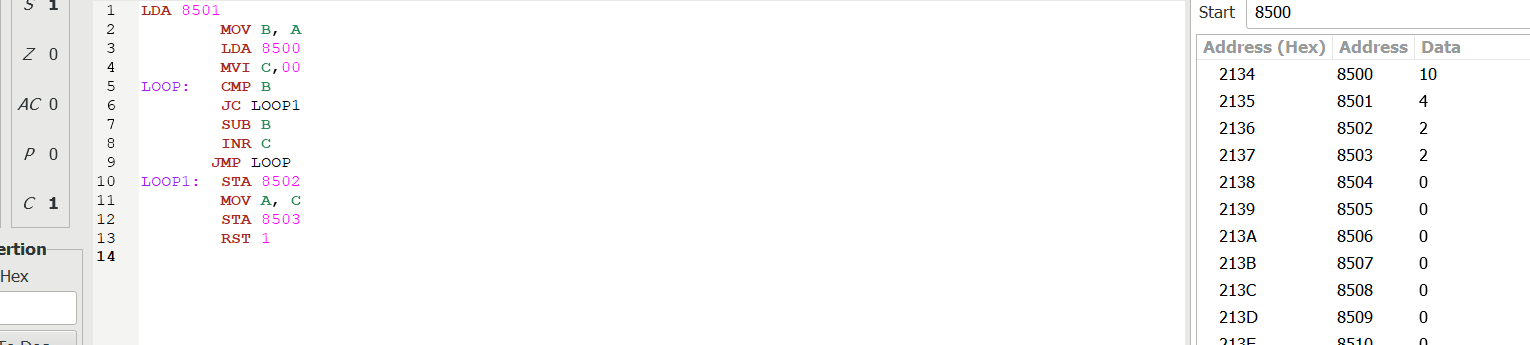 S 1
Z 0
AC 0
P 0
C 1
ertion
Hex
1 LDA 8501
2 MOV B, A
3 LDA 8500
4 MVI C,00
5 LOOP: CMP B
6 JC LOOP1
7 SUB B
8 INR C
9 JMP LOOP
10 LOOP1: STA 8502
11 MOV A, C
12 STA 8503
13 RST 1
14
Start 8500
Address (Hex) Address Data
2134 8500 10
2135 8501 4
2136 8502 2
2137 8503 2
2138 8504 0
2139 8505 0
213A 8506 0
213B 8507 0
213C 8508 0
213D 8509 0
213E 8510 0